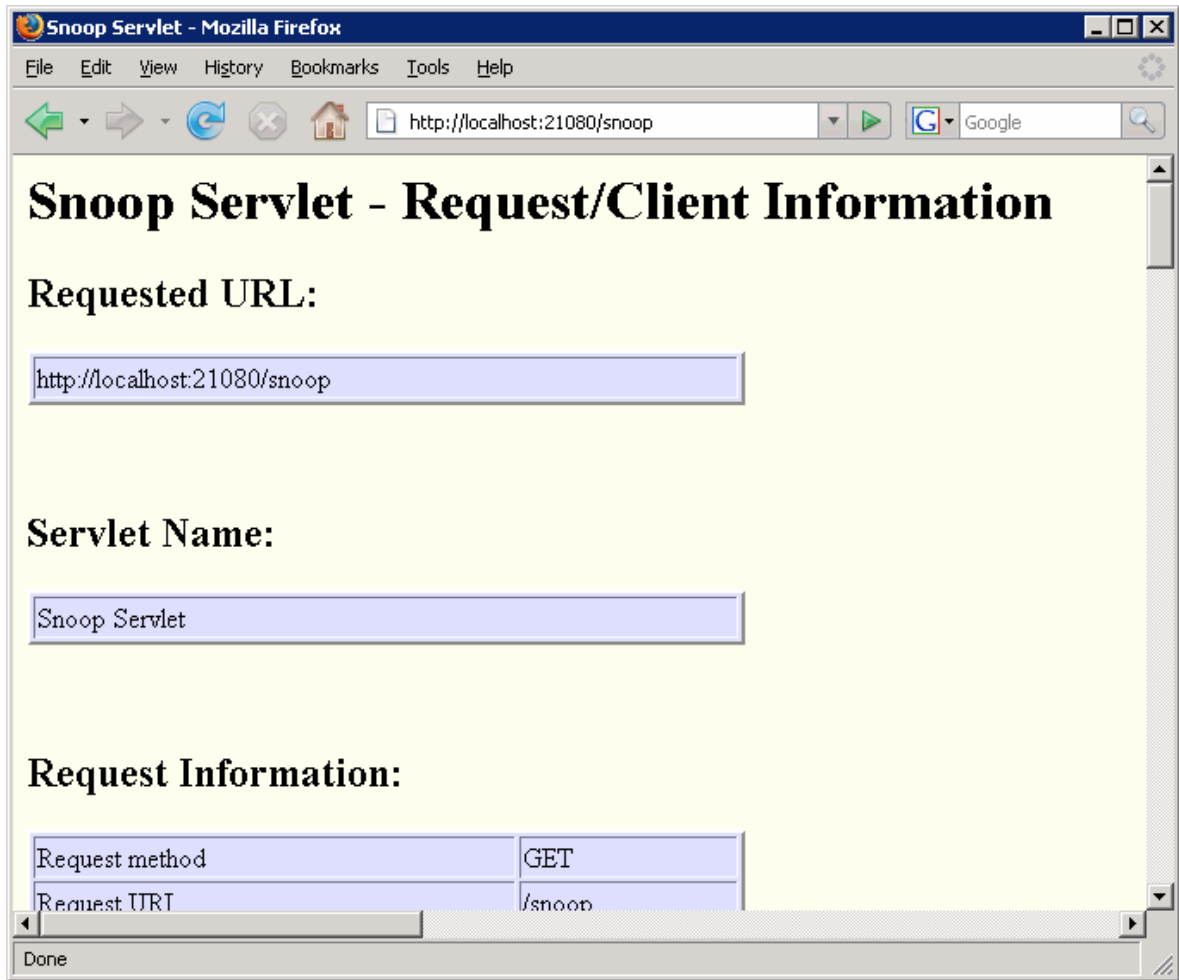 Snoop Servlet - Mozilla Firefox
File Edit View History Bookmarks Tools Help
http://localhost:21080/snoop G Google
Snoop Servlet - Request/Client Information
Requested URL:
http://localhost:21080/snoop
Servlet Name:
Snoop Servlet
Request Information:
Request method GET
Request URI /snoop
Done